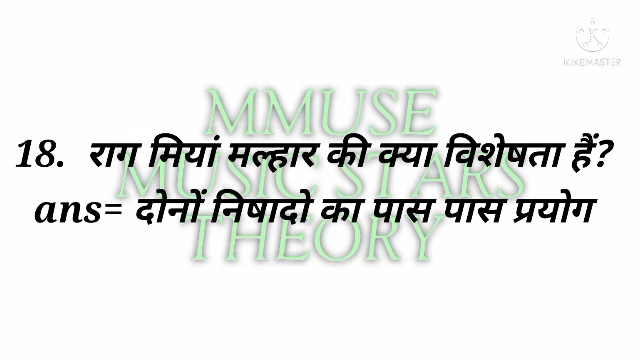 KINEMASTER
MMUSE
18. राग मियां मल्हार की क्या विशेषता हैं?
MUSIC STARS
ans= दोनों निषादो का पास पास प्रयोग
THEORY